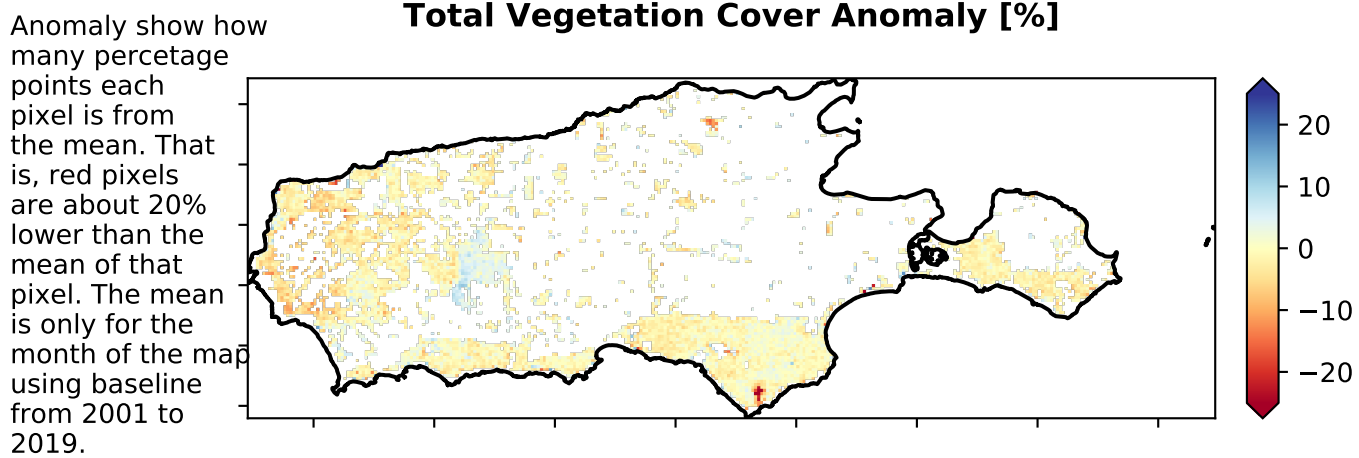 Total Vegetation Cover Anomaly [%]
Anomaly show how
many percetage
points each
pixel is from
the mean. That
is, red pixels
are about 20%
lower than the
mean of that
pixel. The mean
is only for the
month of the map
using baseline
from 2001 to
2019.
20
10
0
−10
−20